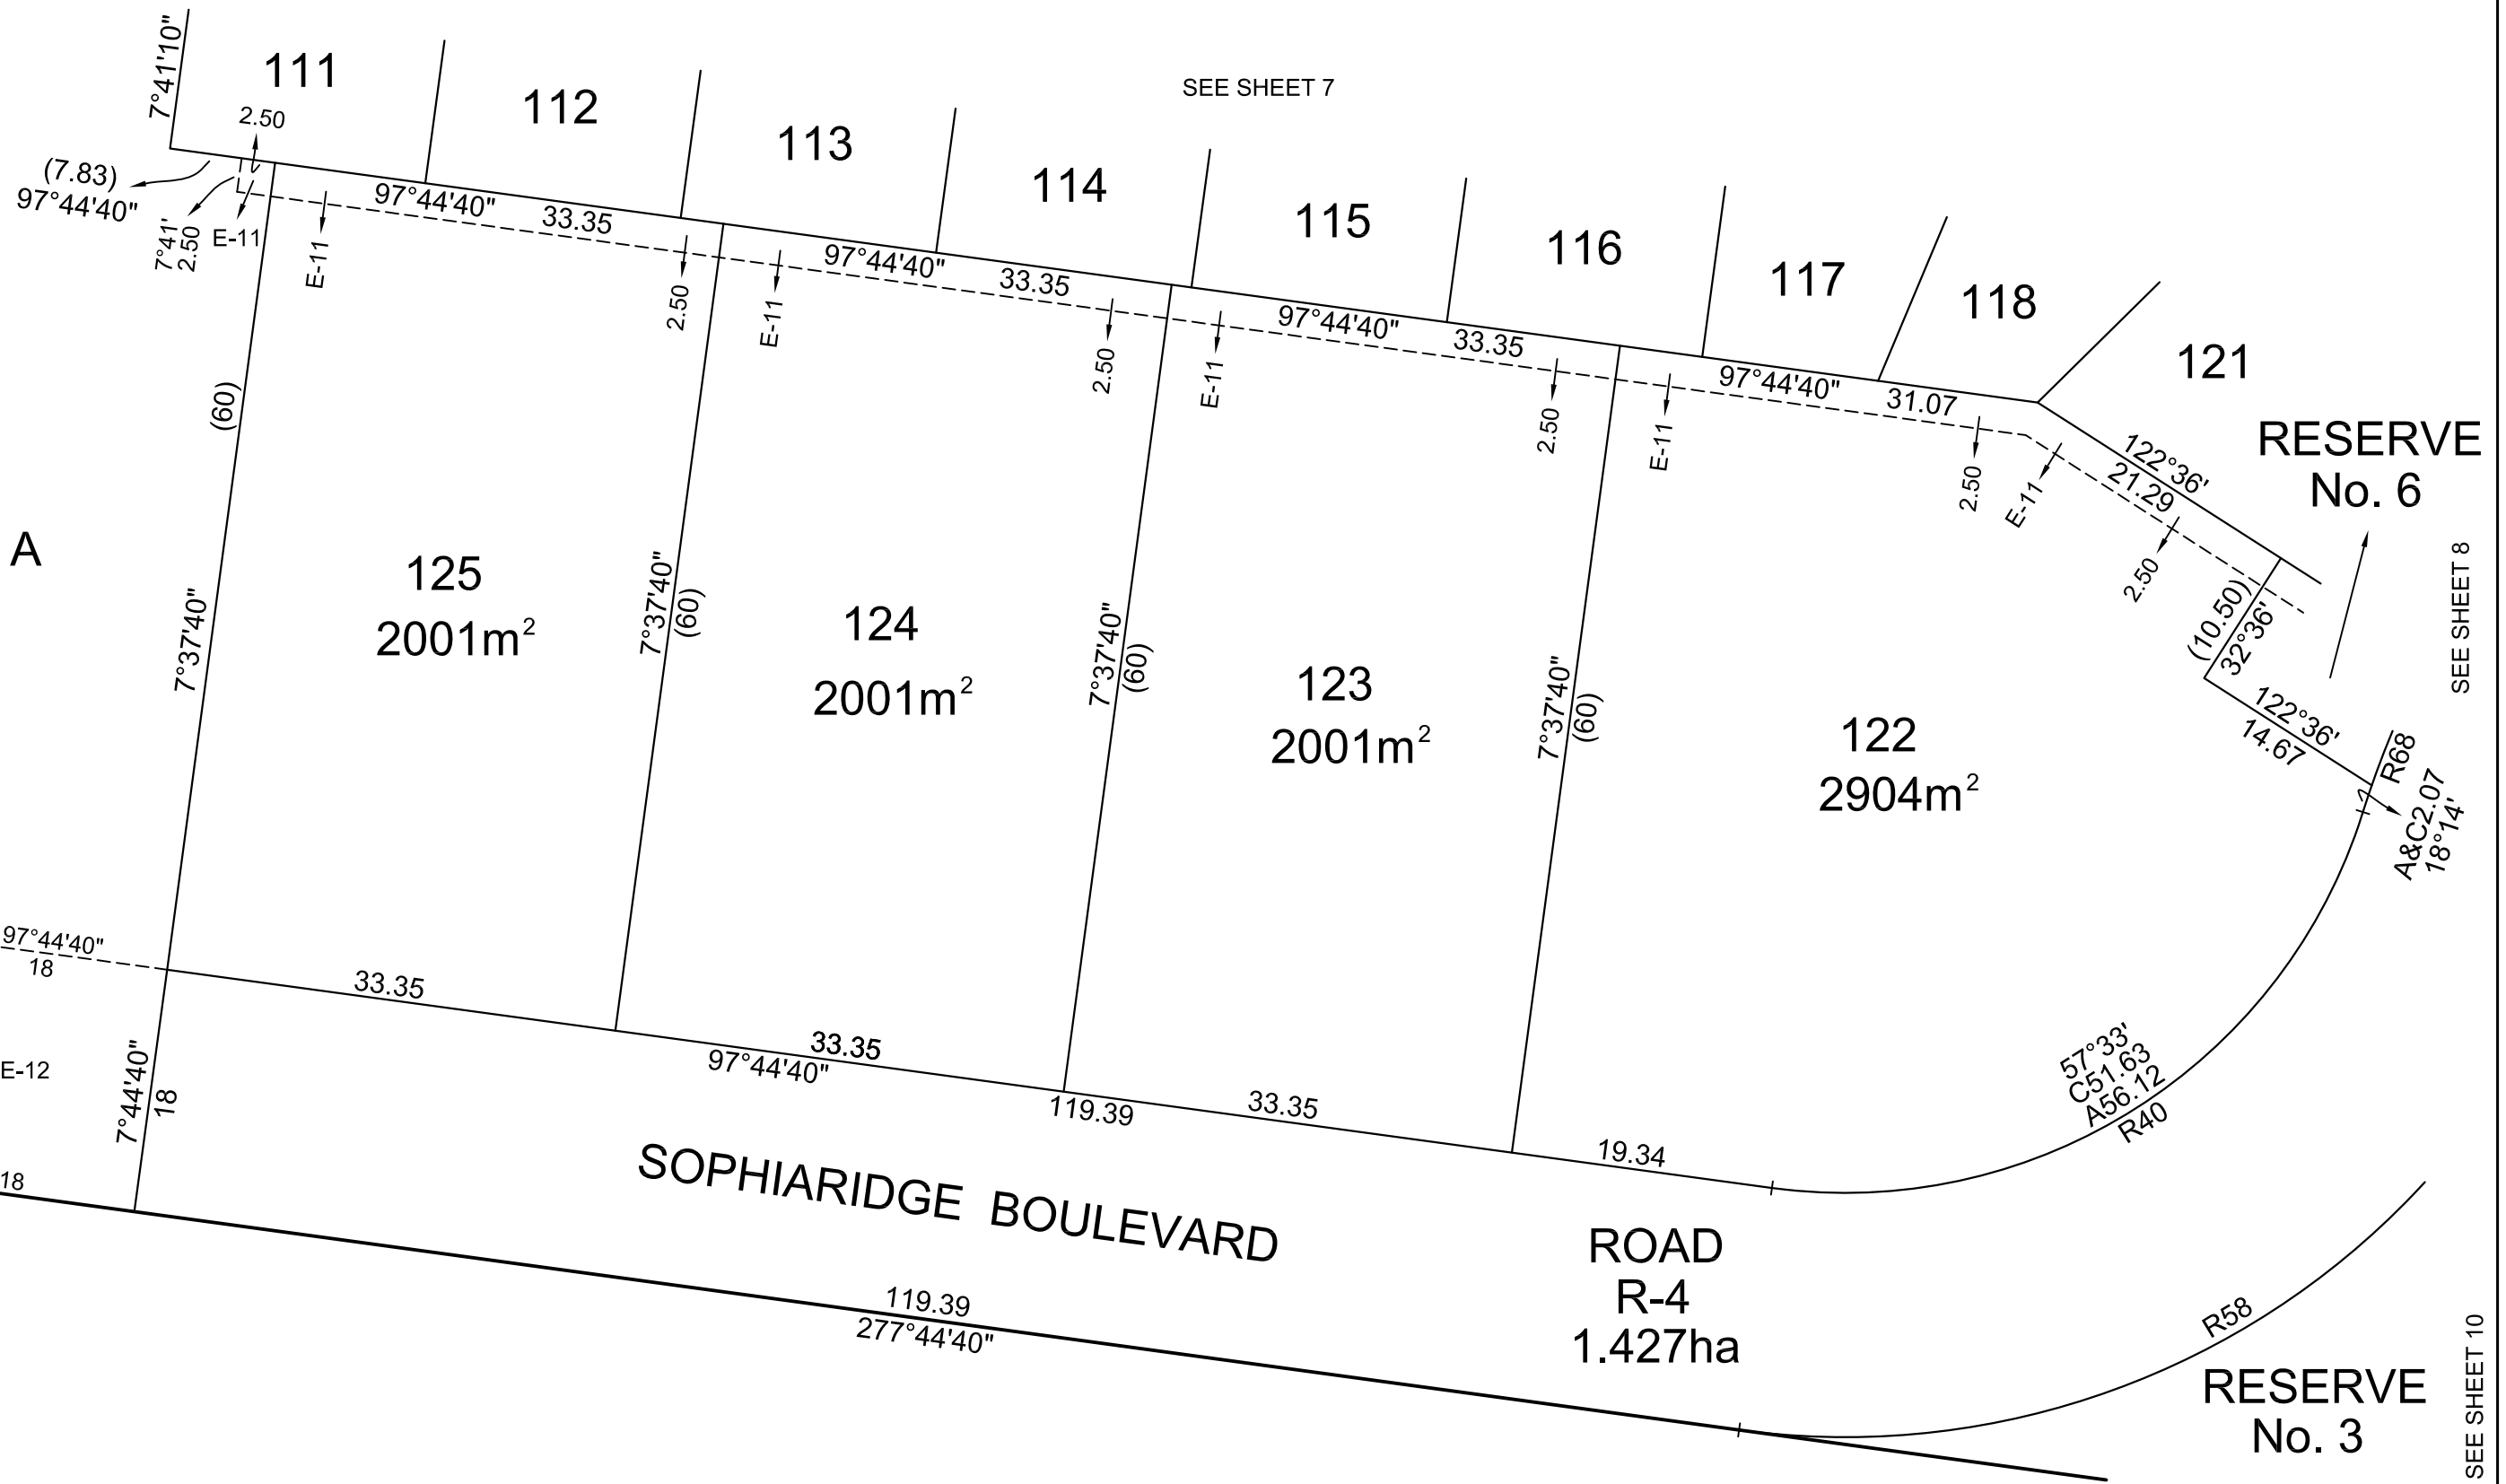 7°41'10"
111
112
113
114
115
116
117
118
121
SEE SHEET 7
2.50
(7.83)
97°44'40"
7°41'
2.50
E-11
E-11
97°44'40"
33.35
2.50
E-11
97°44'40"
33.35
2.50
E-11
97°44'40"
33.35
2.50
E-11
97°44'40"
31.07
2.50
E-11
122°36'
21.29
2.50
RESERVE
No. 6
SEE SHEET 8
A
(60)
7°37'40"
125
2001m²
7°37'40"
(60)
124
2001m²
7°37'40"
(60)
123
2001m²
7°37'40"
(60)
122
2904m²
(10.50)
32°36'
122°36'
14.67
R68
A&C2.07
18°14'
97°44'40"
18
33.35
33.35
97°44'40"
119.39
33.35
19.34
57°33'
C51.63
A56.12
R40
E-12
7°44'40"
18
18
SOPHIARIDGE BOULEVARD
119.39
277°44'40"
ROAD
R-4
1.427ha
R58
RESERVE
No. 3
SEE SHEET 10